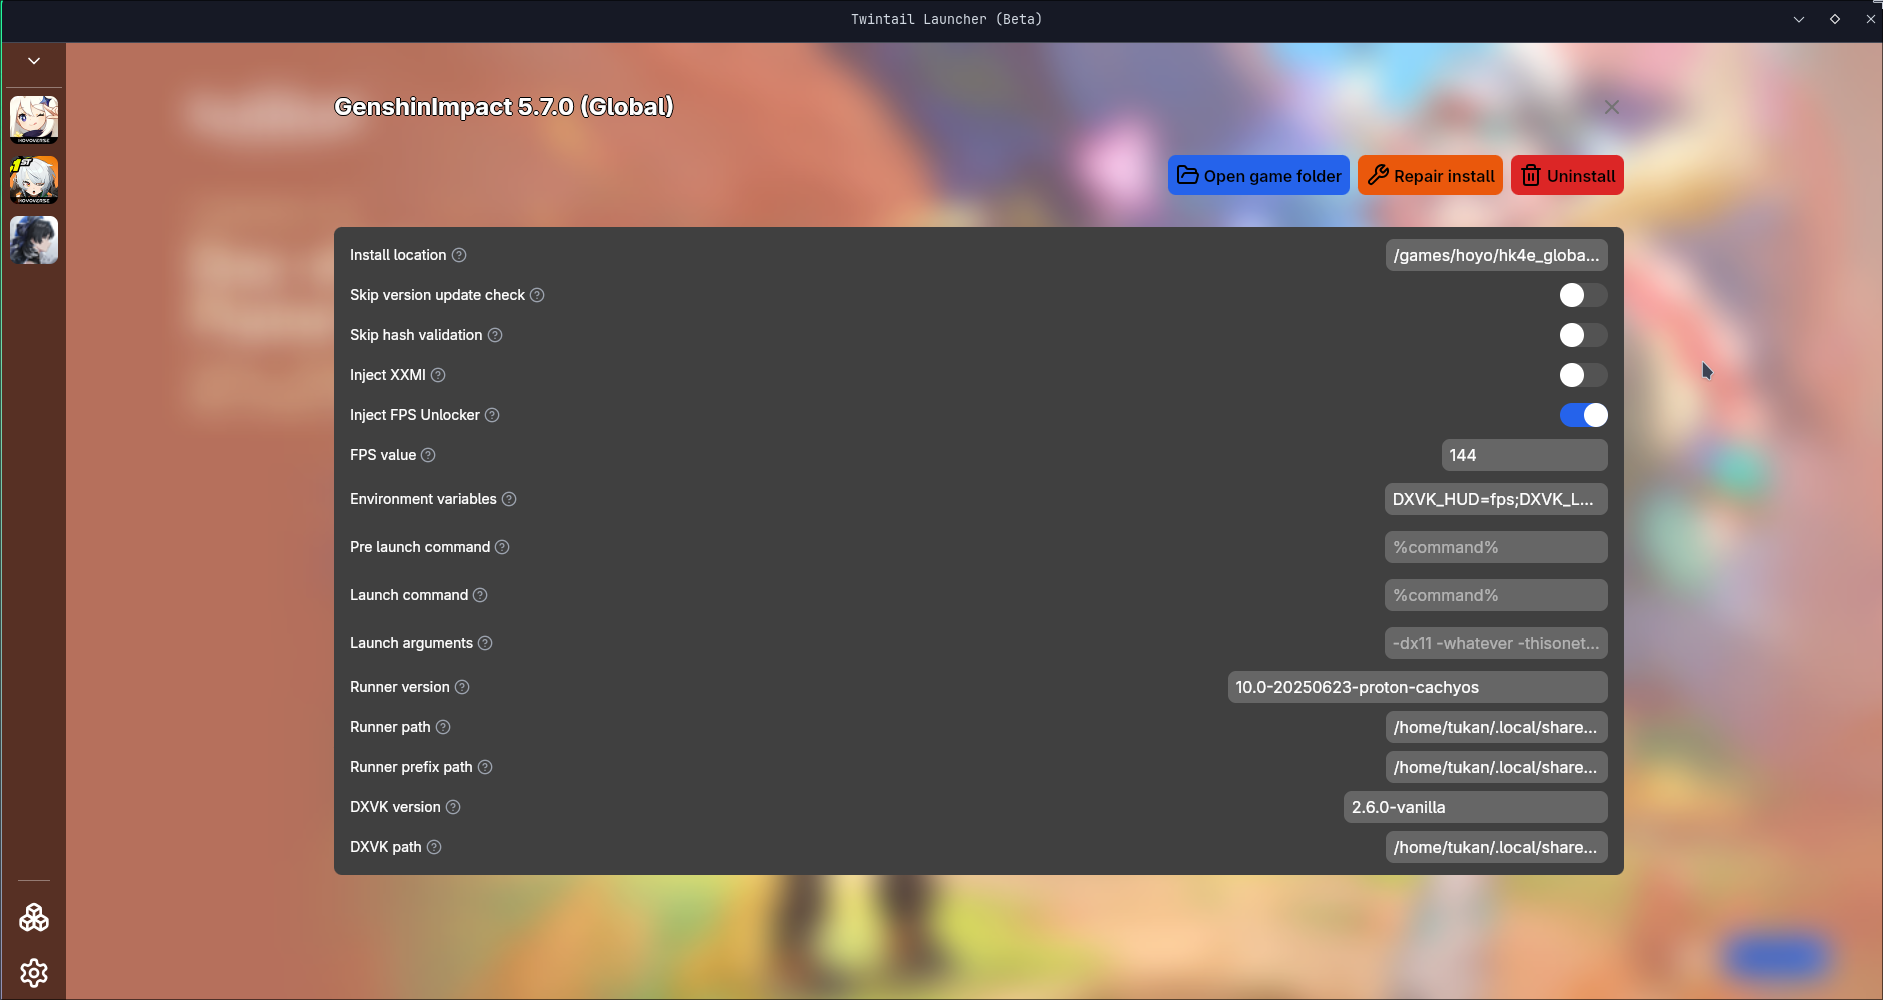 Twintail Launcher (Beta)
HOYOVERSE
1ST
HOYOVERSE
GenshinImpact 5.7.0 (Global)
Open game folder
Repair install
Uninstall
Install location
/games/hoyo/hk4e_globa...
Skip version update check
Skip hash validation
Inject XXMI
Inject FPS Unlocker
FPS value
144
Environment variables
DXVK_HUD=fps;DXVK_L...
Pre launch command
%command%
Launch command
%command%
Launch arguments
-dx11 -whatever -thisonet...
Runner version
10.0-20250623-proton-cachyos
Runner path
/home/tukan/.local/share...
Runner prefix path
/home/tukan/.local/share...
DXVK version
2.6.0-vanilla
DXVK path
/home/tukan/.local/share...